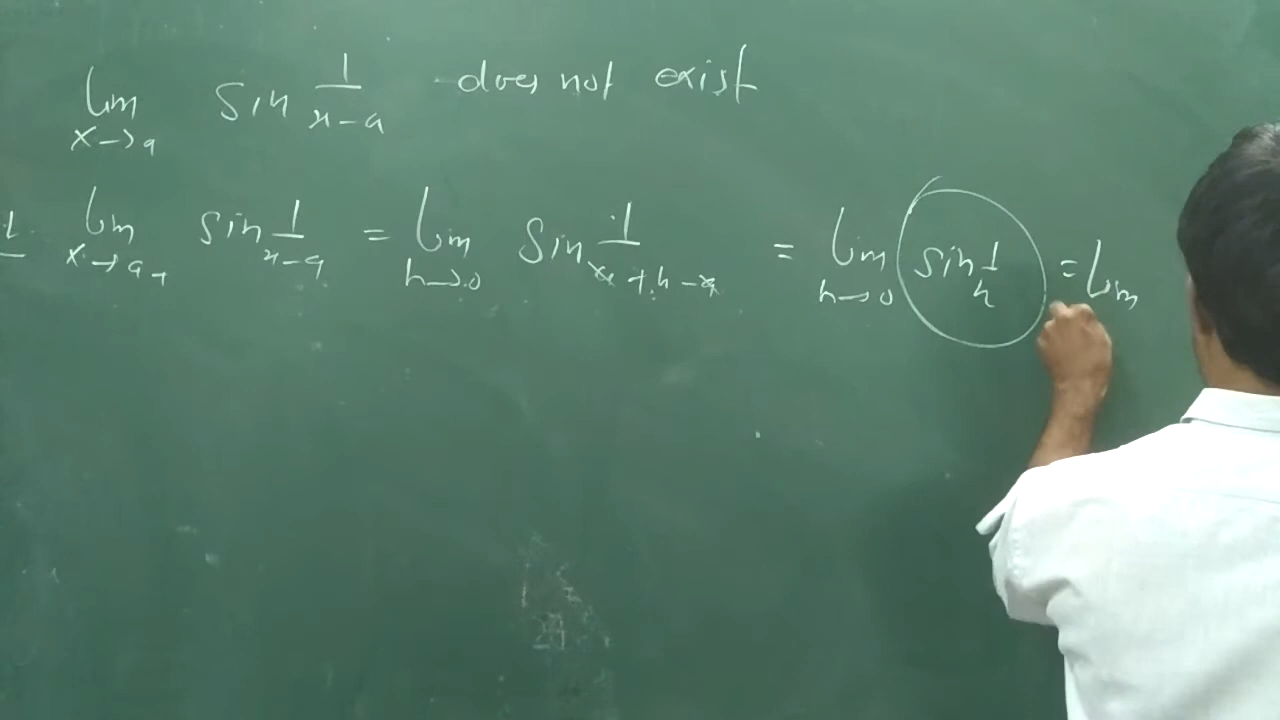 lim x→a sin 1/x-a does not exist
lim x→a+ sin 1/x-a = lim h→0 sin 1/a+h-a = lim h→0 sin 1/h = lim